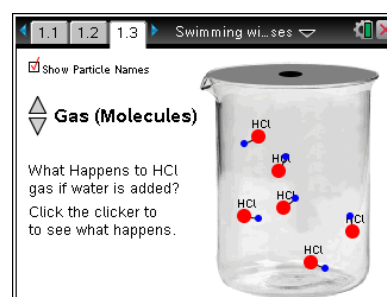 1.1 1.2 1.3 Swimming wi...ses
Show Particle Names
Gas (Molecules)
What Happens to HCl
gas if water is added?
Click the clicker to
to see what happens.
HCl
HCl
HCl
HCl
HCl
HCl